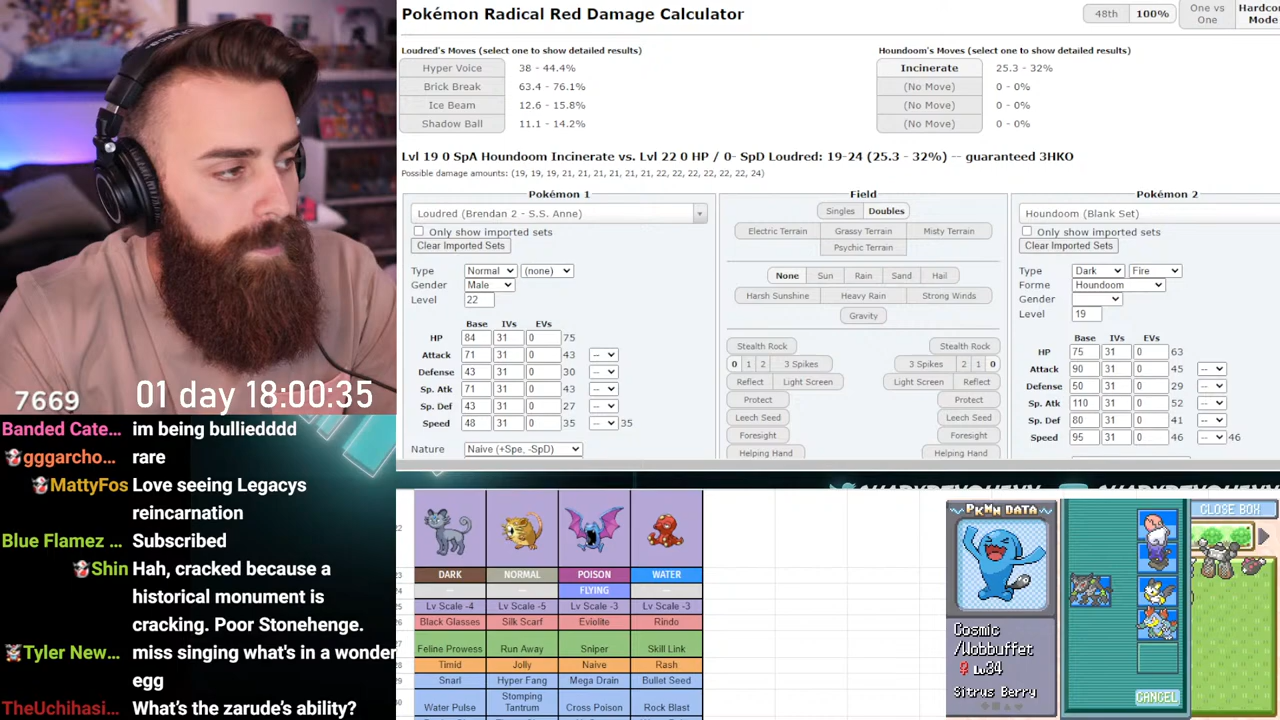 Pokémon Radical Red Damage Calculator
48th 100% One vs One Hardcore Mode
Loudred's Moves (select one to show detailed results)
Hyper Voice 38 - 44.4%
Brick Break 63.4 - 76.1%
Ice Beam 12.6 - 15.8%
Shadow Ball 11.1 - 14.2%
Houndoom's Moves (select one to show detailed results)
Incinerate 25.3 - 32%
(No Move) 0 - 0%
(No Move) 0 - 0%
(No Move) 0 - 0%
Lvl 19 0 SpA Houndoom Incinerate vs. Lvl 22 0 HP / 0- SpD Loudred: 19-24 (25.3 - 32%) -- guaranteed 3HKO
Possible damage amounts: (19, 19, 19, 21, 21, 21, 21, 21, 21, 22, 22, 22, 22, 22, 22, 24)
Pokémon 1
Loudred (Brendan 2 - S.S. Anne)
Only show imported sets
Clear Imported Sets
Type Normal (none)
Gender Male
Level 22
Base IVs EVs
HP 84 31 0 75
Attack 71 31 0 43 --
Defense 43 31 0 30 --
Sp. Atk 71 31 0 43 --
Sp. Def 43 31 0 27 --
Speed 48 31 0 35 -- 35
Nature Naive (+Spe, -SpD)
Field
Singles Doubles
Electric Terrain Grassy Terrain Misty Terrain
Psychic Terrain
None Sun Rain Sand Hail
Harsh Sunshine Heavy Rain Strong Winds
Gravity
Stealth Rock Stealth Rock
0 1 2 3 Spikes 3 Spikes 2 1 0
Reflect Light Screen Light Screen Reflect
Protect Protect
Leech Seed Leech Seed
Foresight Foresight
Helping Hand Helping Hand
Pokémon 2
Houndoom (Blank Set)
Only show imported sets
Clear Imported Sets
Type Dark Fire
Forme Houndoom
Gender
Level 19
Base IVs EVs
HP 75 31 0 63
Attack 90 31 0 45 --
Defense 50 31 0 29 --
Sp. Atk 110 31 0 52 --
Sp. Def 80 31 0 41 --
Speed 95 31 0 46 -- 46
7669 01 day 18:00:35
Banded Cate... im being bulliedddd
gggarcho... rare
MattyFos Love seeing Legacys
reincarnation
Blue Flamez ... Subscribed
Shin Hah, cracked because a
historical monument is
cracking. Poor Stonehenge.
Tyler New... miss singing what's in a wonder
egg
TheUchihasi... What's the zarude's ability?
22
23 DARK NORMAL POISON WATER
24 — — FLYING —
25 Lv Scale -4 Lv Scale -5 Lv Scale -3 Lv Scale -3
26 Black Glasses Silk Scarf Eviolite Rindo
27 Feline Prowess Run Away Sniper Skill Link
28 Timid Jolly Naive Rash
29 Snarl Hyper Fang Mega Drain Bullet Seed
30 Water Pulse Stomping Tantrum Cross Poison Rock Blast
PKMN DATA
CLOSE BOX
Cosmic
/Wobbuffet
Sitrus Berry
CANCEL